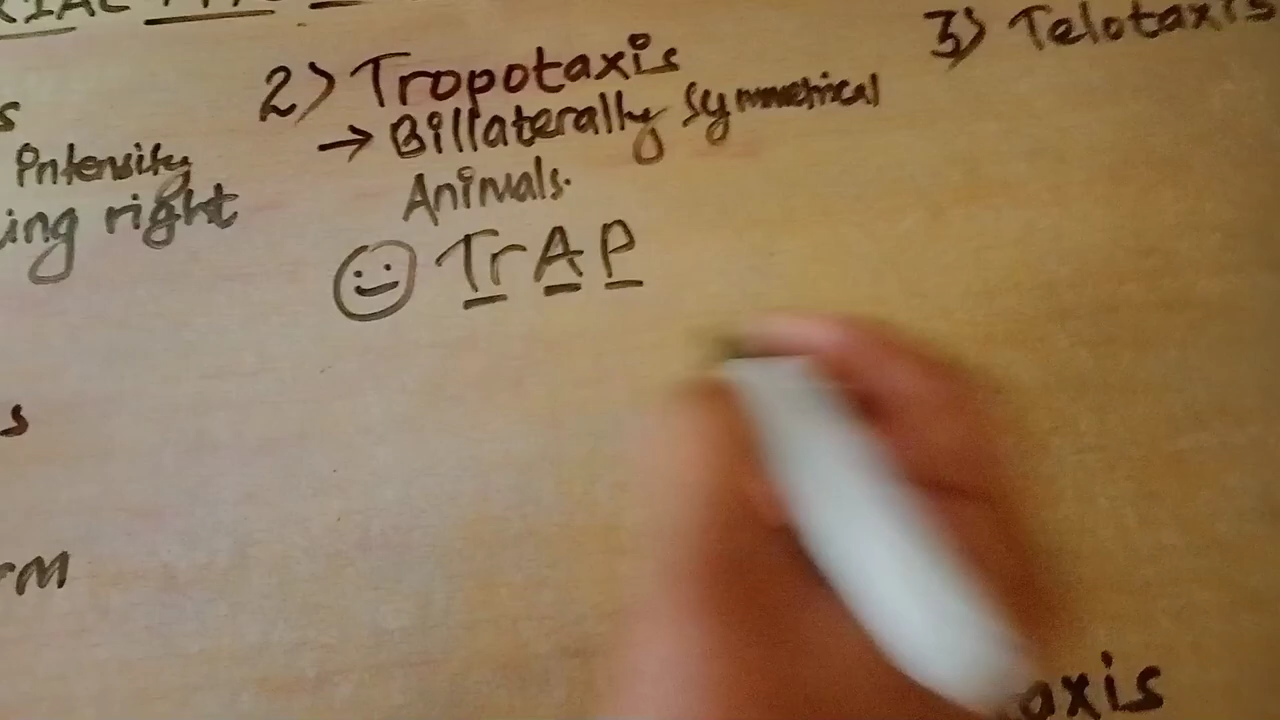 2) Tropotaxis
→ Billaterally Symmetrical
Animals.
TrAP
3) Telotaxis
s
Intensity
ing right
s
rm
axis